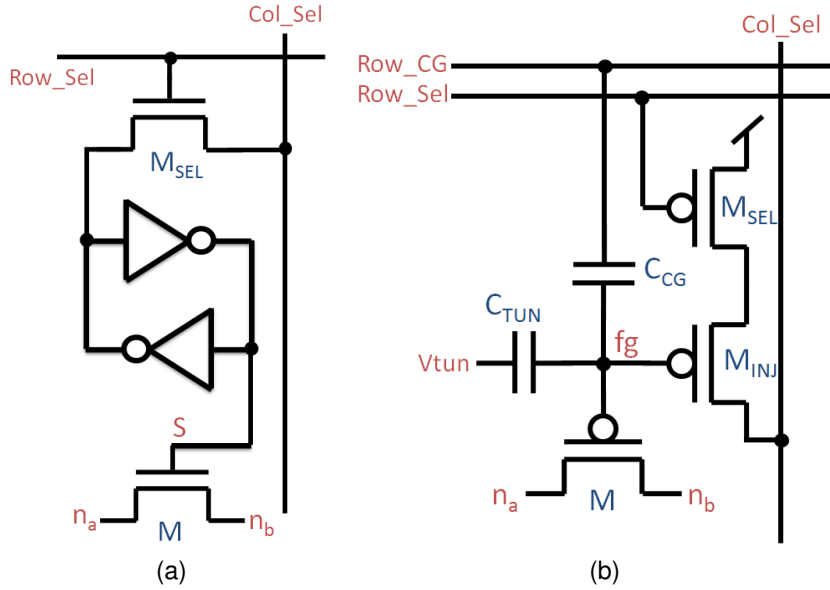 Col_Sel
Row_Sel
M_SEL
S
n_a
n_b
M
(a)
Col_Sel
Row_CG
Row_Sel
M_SEL
C_CG
C_TUN
fg
Vtun
M_INJ
n_a
M
n_b
(b)